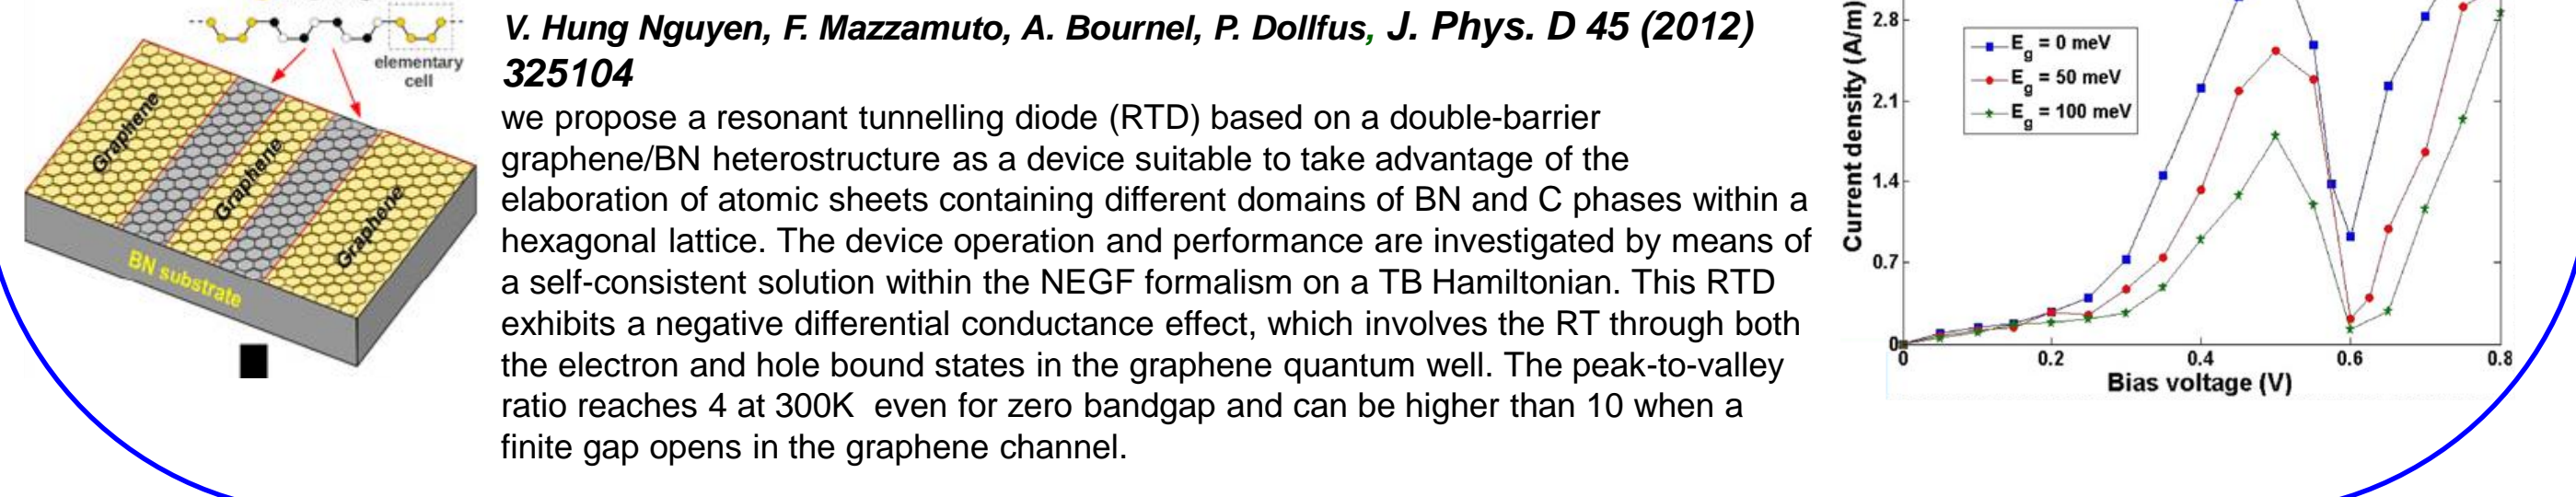 elementary
cell
Graphene
Graphene
Graphene
BN substrate
V. Hung Nguyen, F. Mazzamuto, A. Bournel, P. Dollfus, J. Phys. D 45 (2012)
325104
we propose a resonant tunnelling diode (RTD) based on a double-barrier
graphene/BN heterostructure as a device suitable to take advantage of the
elaboration of atomic sheets containing different domains of BN and C phases within a
hexagonal lattice. The device operation and performance are investigated by means of
a self-consistent solution within the NEGF formalism on a TB Hamiltonian. This RTD
exhibits a negative differential conductance effect, which involves the RT through both
the electron and hole bound states in the graphene quantum well. The peak-to-valley
ratio reaches 4 at 300K  even for zero bandgap and can be higher than 10 when a
finite gap opens in the graphene channel.
Current density (A/m)
2.8
2.1
1.4
0.7
0
E_g = 0 meV
E_g = 50 meV
E_g = 100 meV
0 0.2 0.4 0.6 0.8
Bias voltage (V)